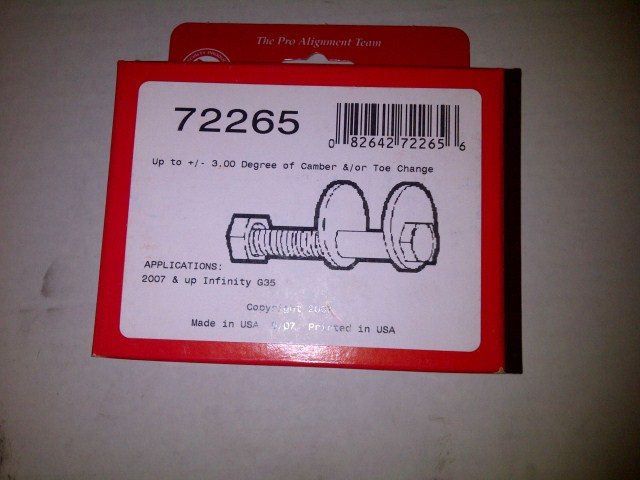 The Pro Alignment Team
72265
0 82642 72265 6
Up to +/- 3.00 Degree of Camber &/or Toe Change
APPLICATIONS:
2007 & up Infinity G35
Copyright
Made in USA Printed in USA